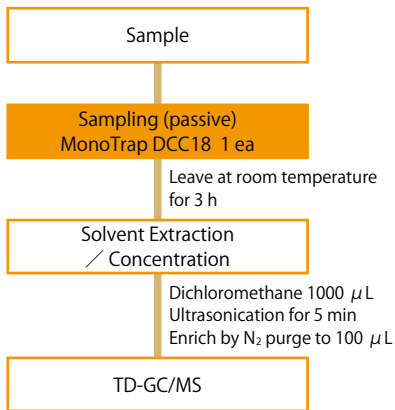 Sample
Sampling (passive)
MonoTrap DCC18 1 ea
Leave at room temperature
for 3 h
Solvent Extraction
／ Concentration
Dichloromethane 1000 μL
Ultrasonication for 5 min
Enrich by N₂ purge to 100 μL
TD-GC/MS